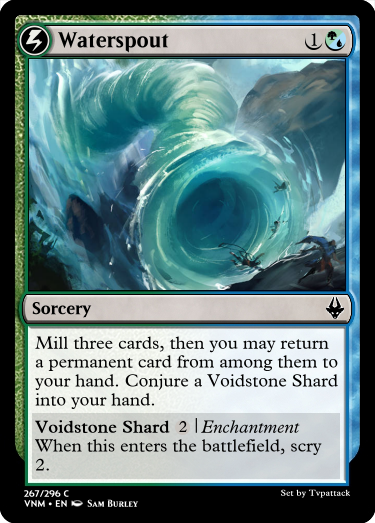 Waterspout 1
Sorcery
Mill three cards, then you may return
a permanent card from among them to
your hand. Conjure a Voidstone Shard
into your hand.
Voidstone Shard 2 | Enchantment
When this enters the battlefield, scry
2.
267/296 C
VNM • EN SAM BURLEY
Set by Tvpattack